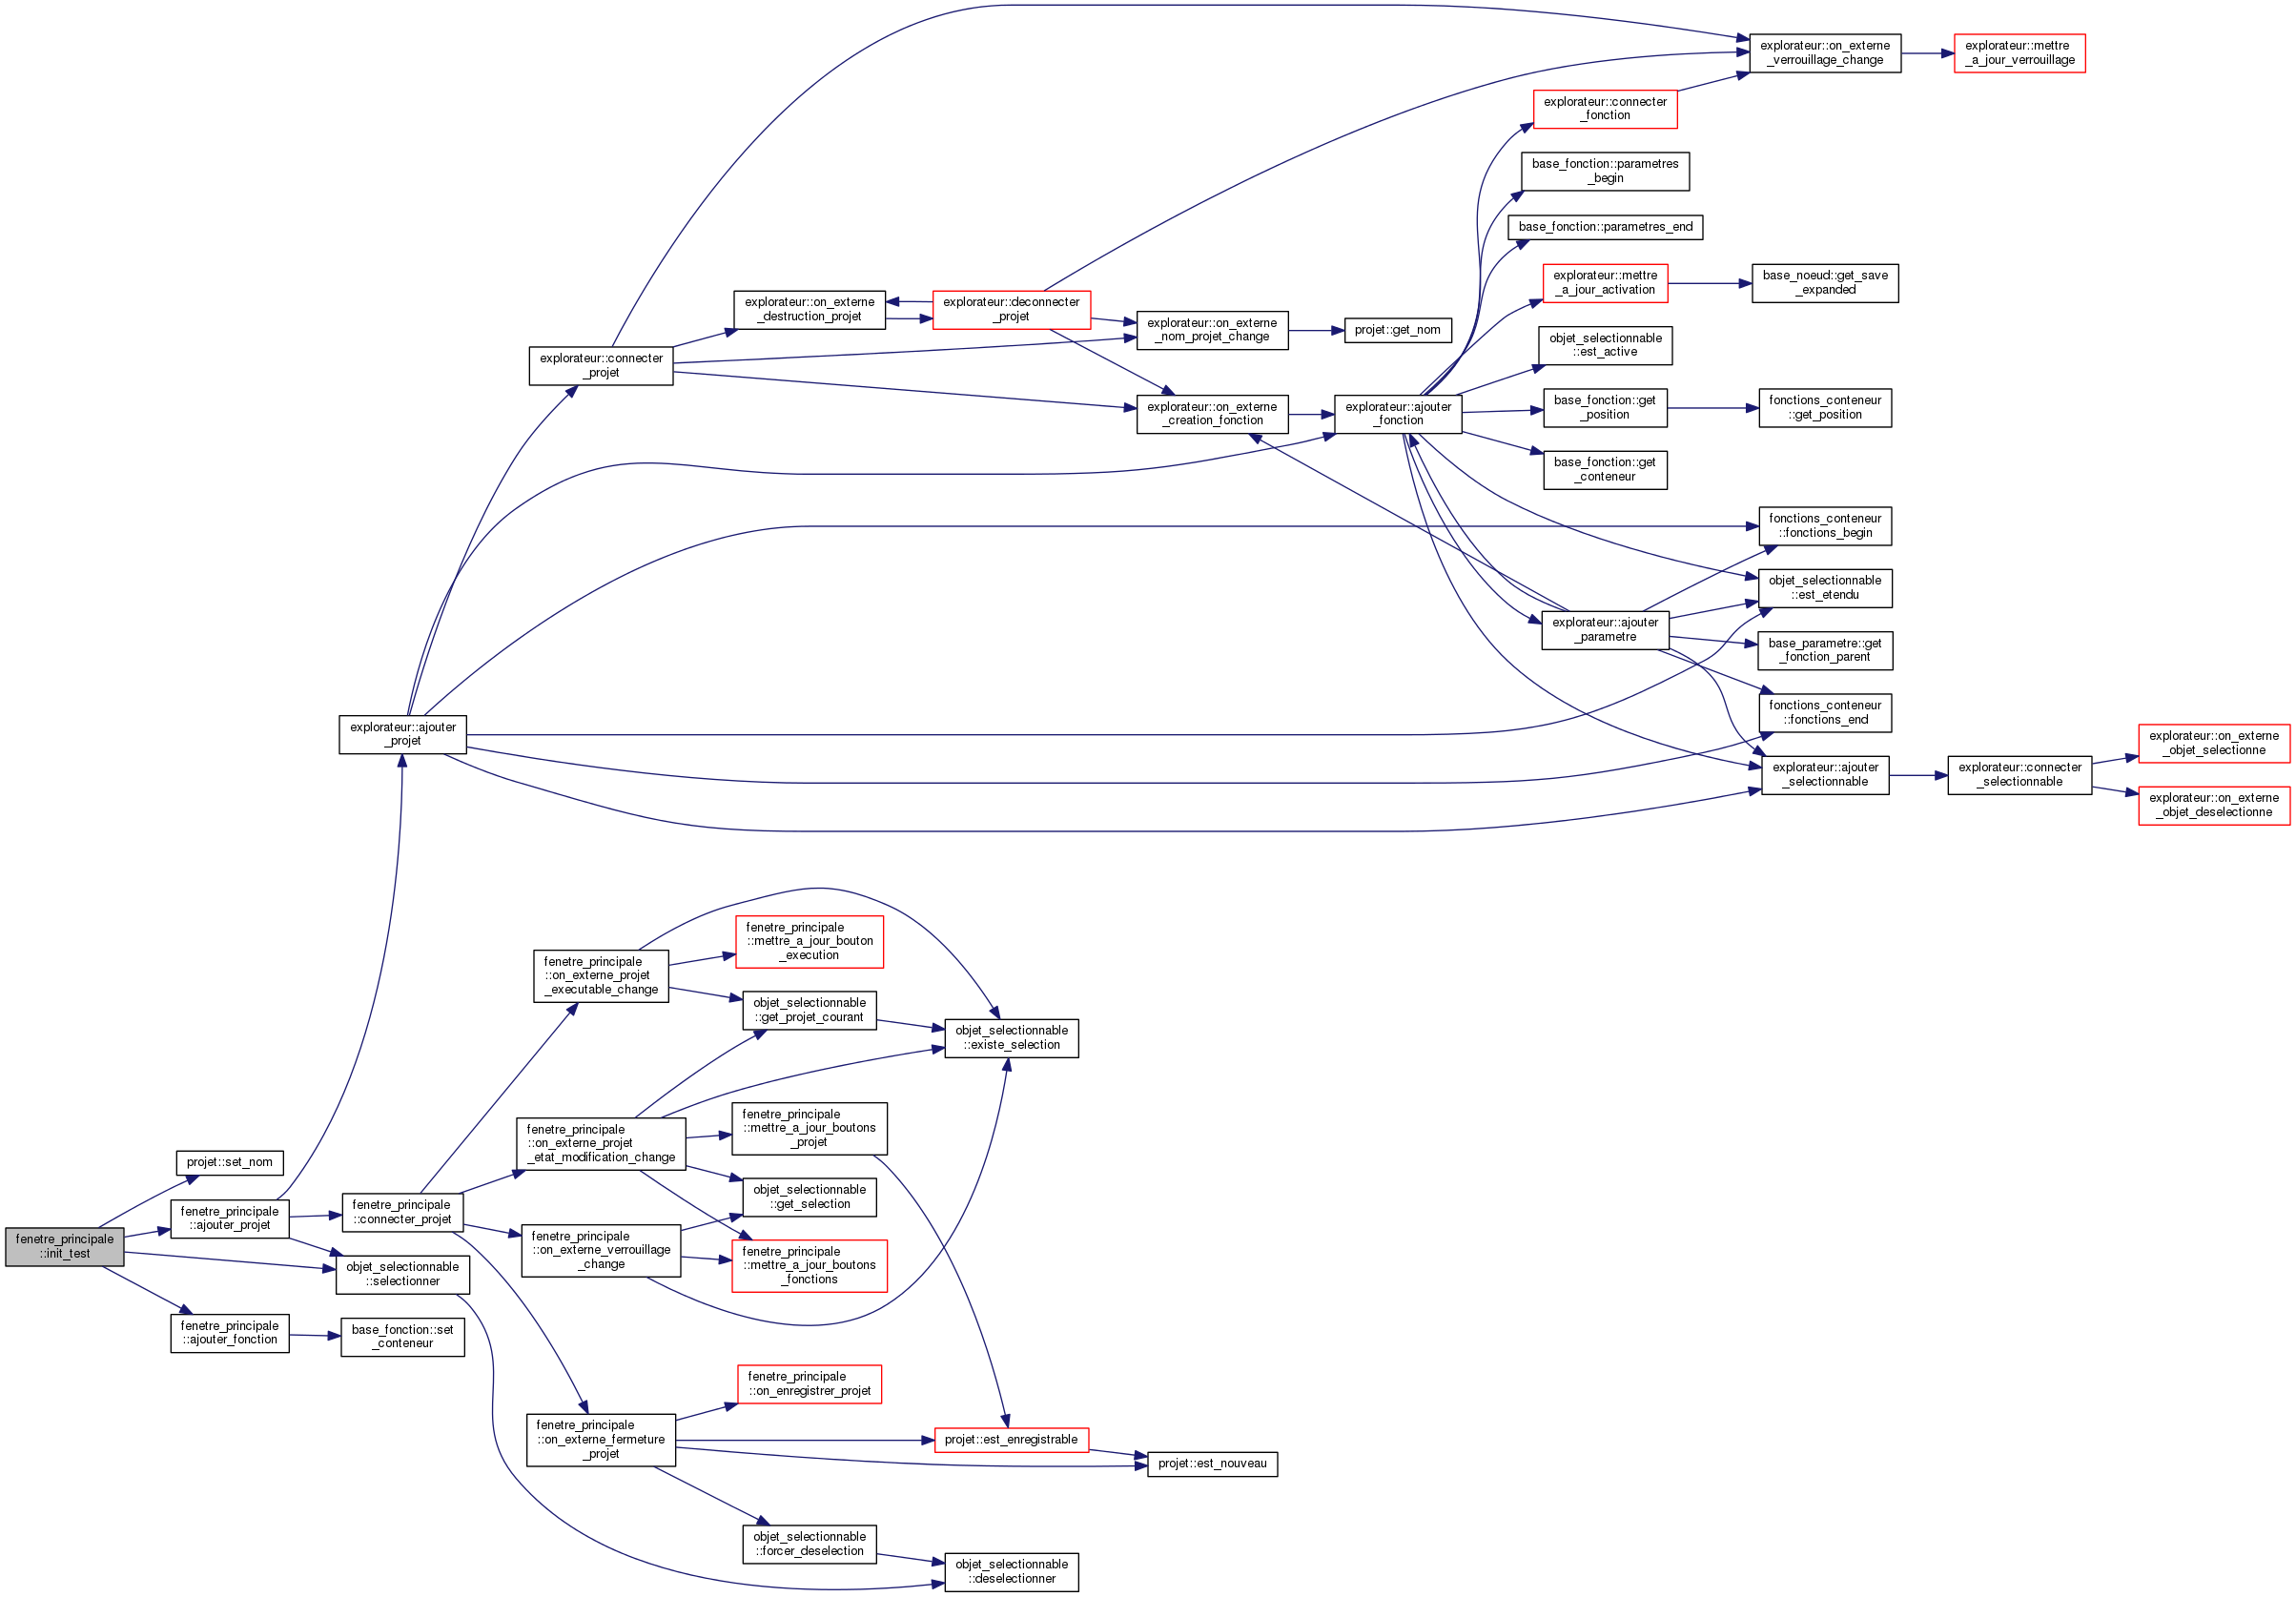 explorateur::on_externe
_verrouillage_change
explorateur::mettre
_a_jour_verrouillage
explorateur::connecter
_fonction
base_fonction::parametres
_begin
base_fonction::parametres_end
explorateur::mettre
_a_jour_activation
base_noeud::get_save
_expanded
explorateur::on_externe
_destruction_projet
explorateur::deconnecter
_projet
explorateur::on_externe
_nom_projet_change
projet::get_nom
objet_selectionnable
::est_active
explorateur::connecter
_projet
explorateur::on_externe
_creation_fonction
explorateur::ajouter
_fonction
base_fonction::get
_position
fonctions_conteneur
::get_position
base_fonction::get
_conteneur
fonctions_conteneur
::fonctions_begin
objet_selectionnable
::est_etendu
explorateur::ajouter
_parametre
base_parametre::get
_fonction_parent
fonctions_conteneur
::fonctions_end
explorateur::ajouter
_projet
explorateur::ajouter
_selectionnable
explorateur::connecter
_selectionnable
explorateur::on_externe
_objet_selectionne
explorateur::on_externe
_objet_deselectionne
fenetre_principale
::on_externe_projet
_executable_change
fenetre_principale
::mettre_a_jour_bouton
_execution
objet_selectionnable
::get_projet_courant
objet_selectionnable
::existe_selection
fenetre_principale
::on_externe_projet
_etat_modification_change
fenetre_principale
::mettre_a_jour_boutons
_projet
objet_selectionnable
::get_selection
projet::set_nom
fenetre_principale
::ajouter_projet
fenetre_principale
::connecter_projet
fenetre_principale
::on_externe_verrouillage
_change
fenetre_principale
::mettre_a_jour_boutons
_fonctions
fenetre_principale
::init_test
objet_selectionnable
::selectionner
fenetre_principale
::ajouter_fonction
base_fonction::set
_conteneur
fenetre_principale
::on_enregistrer_projet
fenetre_principale
::on_externe_fermeture
_projet
projet::est_enregistrable
projet::est_nouveau
objet_selectionnable
::forcer_deselection
objet_selectionnable
::deselectionner